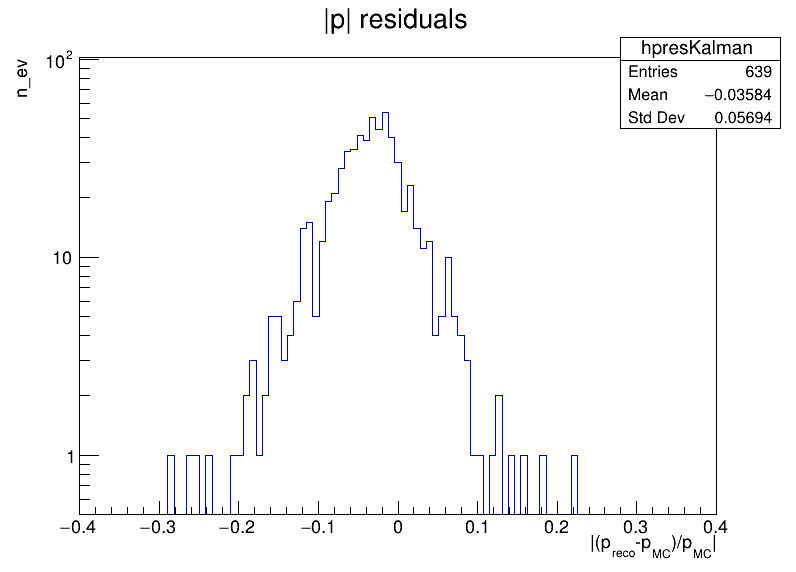 |p| residuals
hpresKalman
Entries 639
Mean −0.03584
Std Dev 0.05694
n_ev
10²
10
1
−0.4 −0.3 −0.2 −0.1 0 0.1 0.2 0.3 0.4
|(p_reco-p_MC)/p_MC|